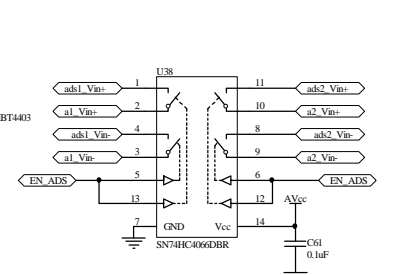 U38
ads1_Vin+ 1 11 ads2_Vin+
a1_Vin+ 2 10 a2_Vin+
BT4403
ads1_Vin- 4 8 ads2_Vin-
a1_Vin- 3 9 a2_Vin-
EN_ADS 5 6 EN_ADS
13 12
AVcc
7 GND Vcc 14
SN74HC4066DBR
C61
0.1uF